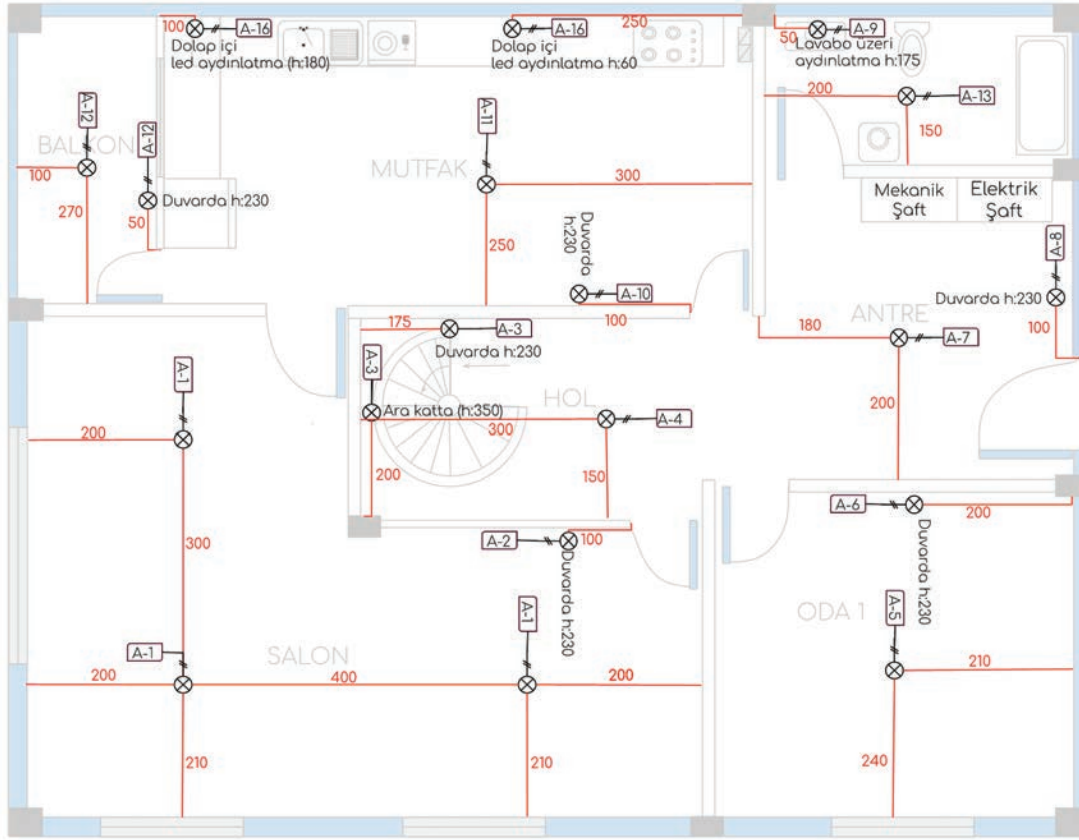 100
A-16
Dolap içi
led aydınlatma (h:180)
250
A-16
Dolap içi
led aydınlatma h:60
50
A-9
Lavabo üzeri
aydınlatma h:175
200
A-13
150
A-12
A-12
BALKON
100
270
50
Duvarda h:230
A-11
MUTFAK
300
250
Duvarda
h:230
A-10
100
Mekanik
Şaft
Elektrik
Şaft
A-8
Duvarda h:230
100
ANTRE
180
A-7
200
175
A-3
Duvarda h:230
A-3
Ara katta (h:350)
HOL
300
A-4
200
150
A-1
200
300
A-2
100
Duvarda h:230
A-6
200
Duvarda h:230
A-1
A-1
SALON
200
400
200
210
210
ODA 1
A-5
210
240